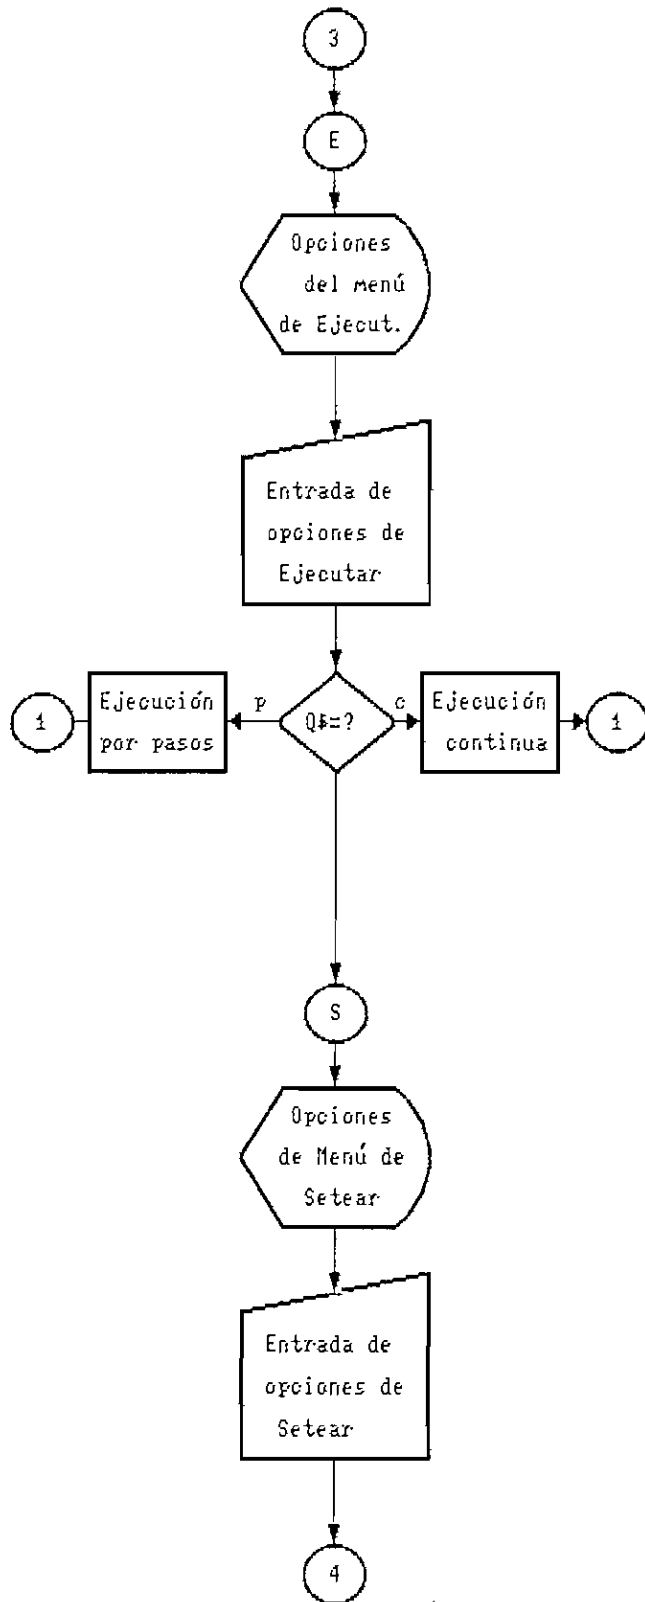 3
E
Opciones
del menú
de Ejecut.
Entrada de
opciones de
Ejecutar
1
Ejecución
por pasos
p
Q$=?
c
Ejecución
continua
1
S
Opciones
de Menú de
Setear
Entrada de
opciones de
Setear
4